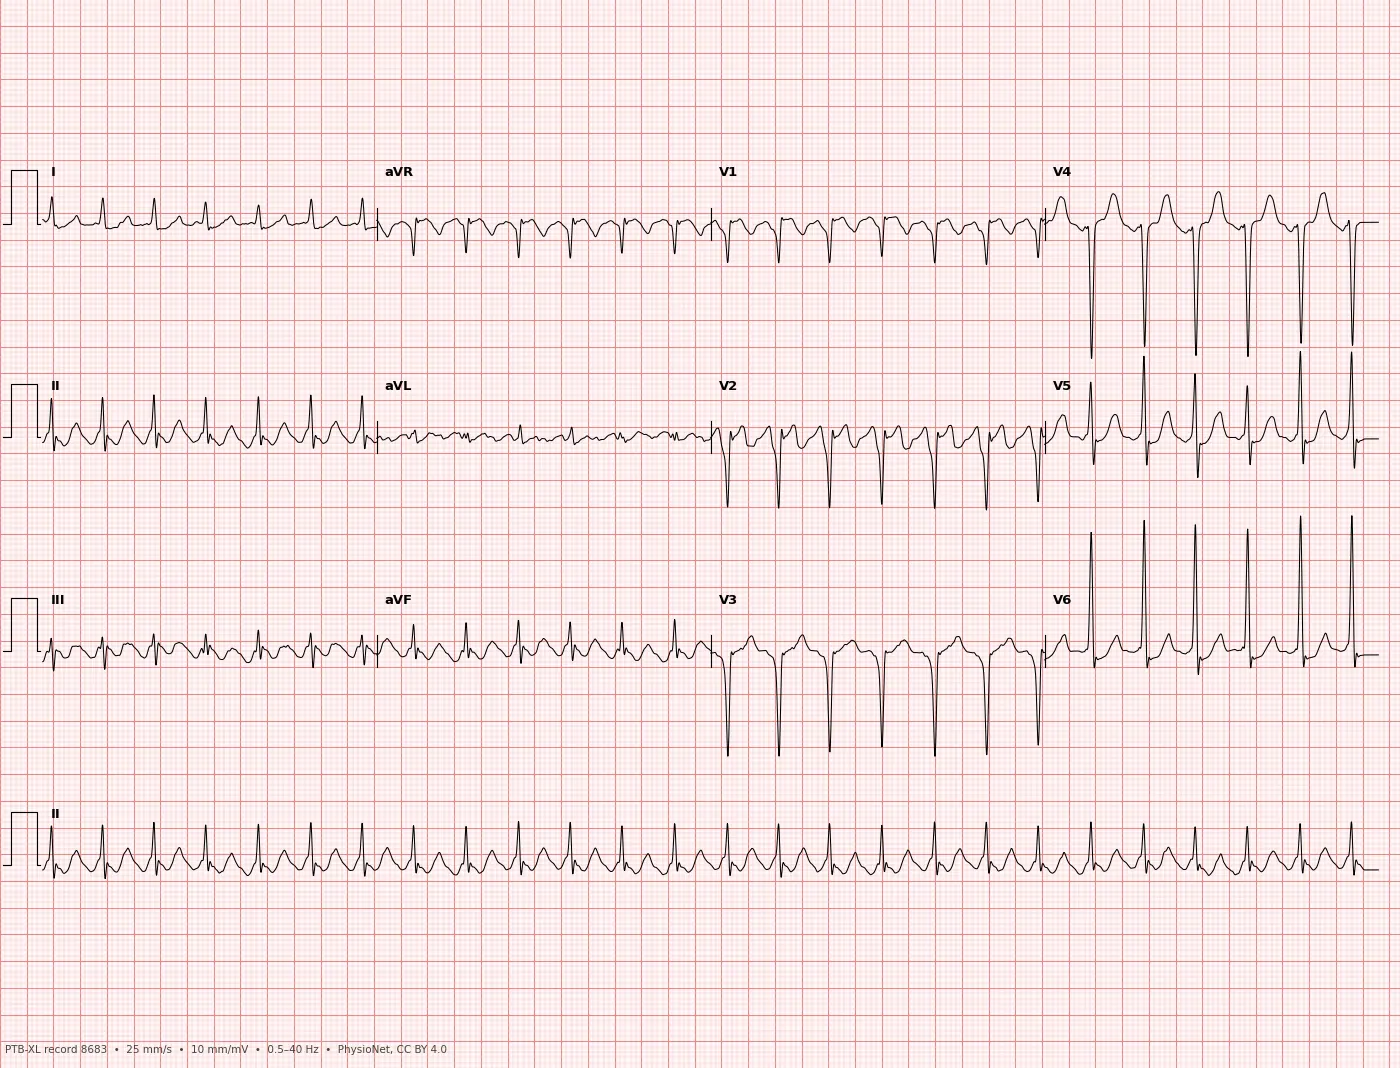 I aVR V1 V4
II aVL V2 V5
III aVF V3 V6
II
PTB-XL record 8683 • 25 mm/s • 10 mm/mV • 0.5–40 Hz • PhysioNet, CC BY 4.0